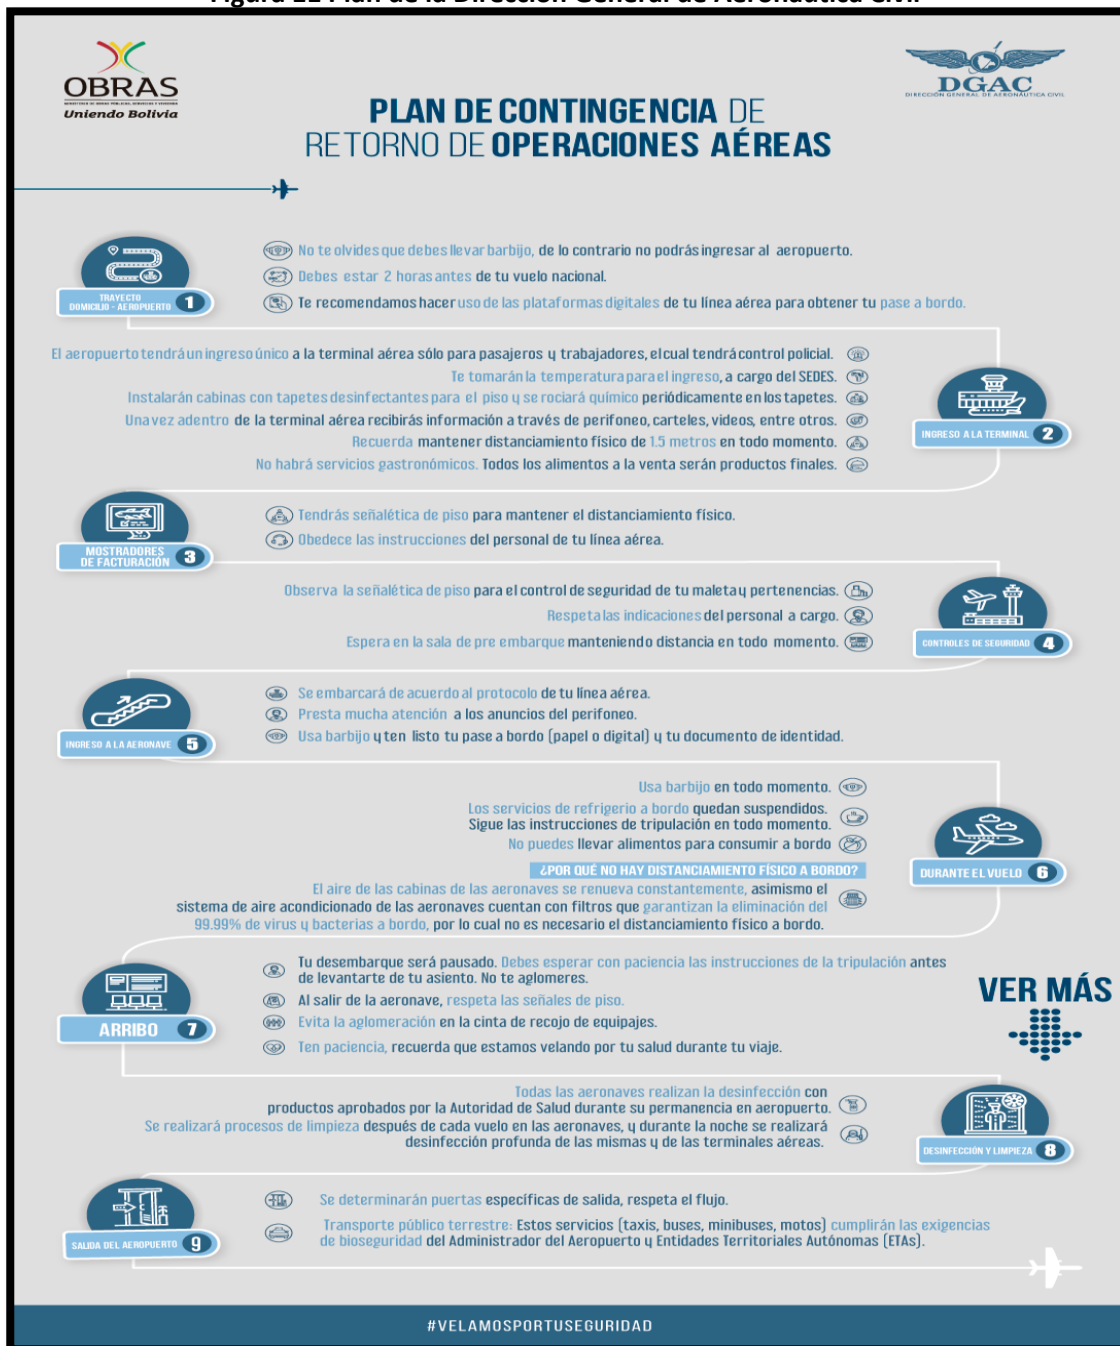 Figura 11 Plan de la Dirección General de Aeronáutica Civil
OBRAS
MINISTERIO DE OBRAS PÚBLICAS, SERVICIOS Y VIVIENDA
Uniendo Bolivia
DGAC
DIRECCIÓN GENERAL DE AERONÁUTICA CIVIL
PLAN DE CONTINGENCIA DE
RETORNO DE OPERACIONES AÉREAS
TRAYECTO
DOMICILIO - AEROPUERTO 1
No te olvides que debes llevar barbijo, de lo contrario no podrás ingresar al aeropuerto.
Debes estar 2 horas antes de tu vuelo nacional.
Te recomendamos hacer uso de las plataformas digitales de tu línea aérea para obtener tu pase a bordo.
El aeropuerto tendrá un ingreso único a la terminal aérea sólo para pasajeros y trabajadores, el cual tendrá control policial.
Te tomarán la temperatura para el ingreso, a cargo del SEDES.
Instalarán cabinas con tapetes desinfectantes para el piso y se rociará químico periódicamente en los tapetes.
Una vez adentro de la terminal aérea recibirás información a través de perifoneo, carteles, videos, entre otros.
Recuerda mantener distanciamiento físico de 1.5 metros en todo momento.
No habrá servicios gastronómicos. Todos los alimentos a la venta serán productos finales.
INGRESO A LA TERMINAL 2
MOSTRADORES
DE FACTURACIÓN 3
Tendrás señalética de piso para mantener el distanciamiento físico.
Obedece las instrucciones del personal de tu línea aérea.
Observa la señalética de piso para el control de seguridad de tu maleta y pertenencias.
Respeta las indicaciones del personal a cargo.
Espera en la sala de pre embarque manteniendo distancia en todo momento.
CONTROLES DE SEGURIDAD 4
INGRESO A LA AERONAVE 5
Se embarcará de acuerdo al protocolo de tu línea aérea.
Presta mucha atención a los anuncios del perifoneo.
Usa barbijo y ten listo tu pase a bordo (papel o digital) y tu documento de identidad.
Usa barbijo en todo momento.
Los servicios de refrigerio a bordo quedan suspendidos.
Sigue las instrucciones de tripulación en todo momento.
No puedes llevar alimentos para consumir a bordo
¿POR QUÉ NO HAY DISTANCIAMIENTO FÍSICO A BORDO?
El aire de las cabinas de las aeronaves se renueva constantemente, asimismo el
sistema de aire acondicionado de las aeronaves cuentan con filtros que garantizan la eliminación del
99.99% de virus y bacterias a bordo, por lo cual no es necesario el distanciamiento físico a bordo.
DURANTE EL VUELO 6
ARRIBO 7
Tu desembarque será pausado. Debes esperar con paciencia las instrucciones de la tripulación antes
de levantarte de tu asiento. No te aglomeres.
Al salir de la aeronave, respeta las señales de piso.
Evita la aglomeración en la cinta de recojo de equipajes.
Ten paciencia, recuerda que estamos velando por tu salud durante tu viaje.
VER MÁS
Todas las aeronaves realizan la desinfección con
productos aprobados por la Autoridad de Salud durante su permanencia en aeropuerto.
Se realizará procesos de limpieza después de cada vuelo en las aeronaves, y durante la noche se realizará
desinfección profunda de las mismas y de las terminales aéreas.
DESINFECCIÓN Y LIMPIEZA 8
SALIDA DEL AEROPUERTO 9
Se determinarán puertas específicas de salida, respeta el flujo.
Transporte público terrestre: Estos servicios (taxis, buses, minibuses, motos) cumplirán las exigencias
de bioseguridad del Administrador del Aeropuerto y Entidades Territoriales Autónomas (ETAs).
#VELAMOSPORTUSEGURIDAD